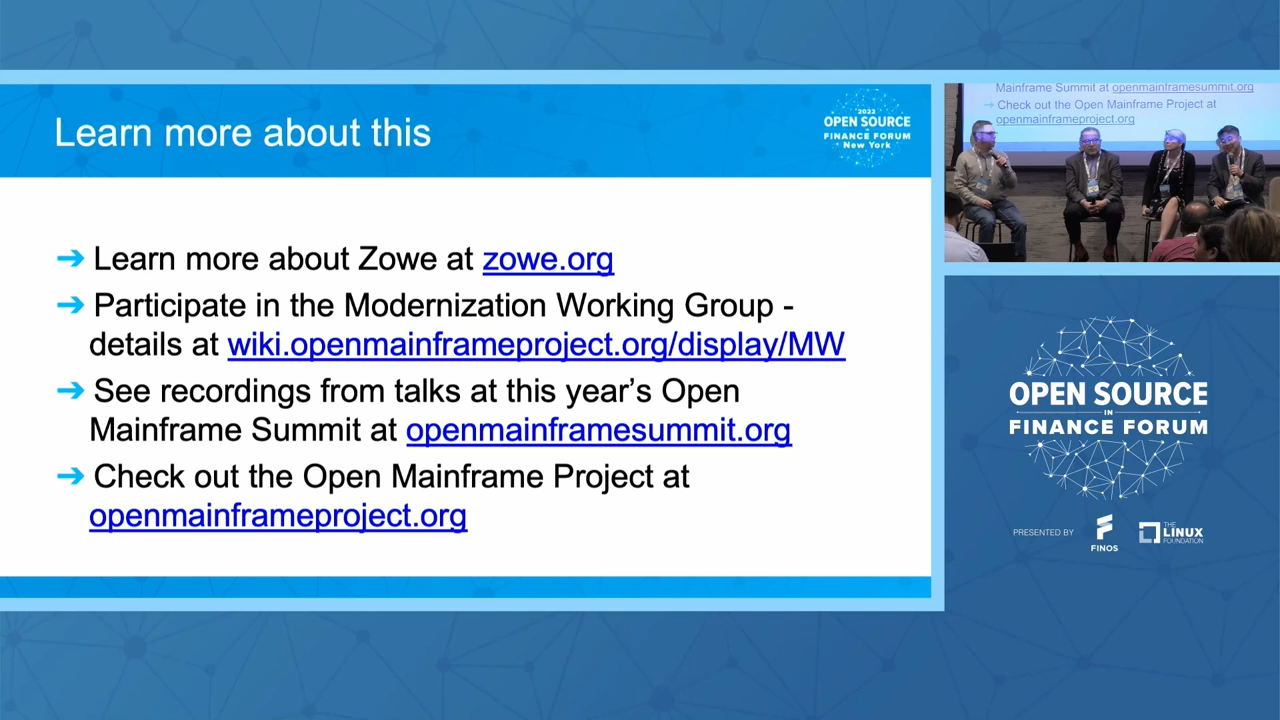 Learn more about this
2022
OPEN SOURCE
IN
FINANCE FORUM
New York
➔ Learn more about Zowe at zowe.org
➔ Participate in the Modernization Working Group -
details at wiki.openmainframeproject.org/display/MW
➔ See recordings from talks at this year’s Open
Mainframe Summit at openmainframesummit.org
➔ Check out the Open Mainframe Project at
openmainframeproject.org
Mainframe Summit at openmainframesummit.org
➔ Check out the Open Mainframe Project at
openmainframeproject.org
OPEN SOURCE
IN
FINANCE FORUM
PRESENTED BY
FINOS
THE
LINUX
FOUNDATION